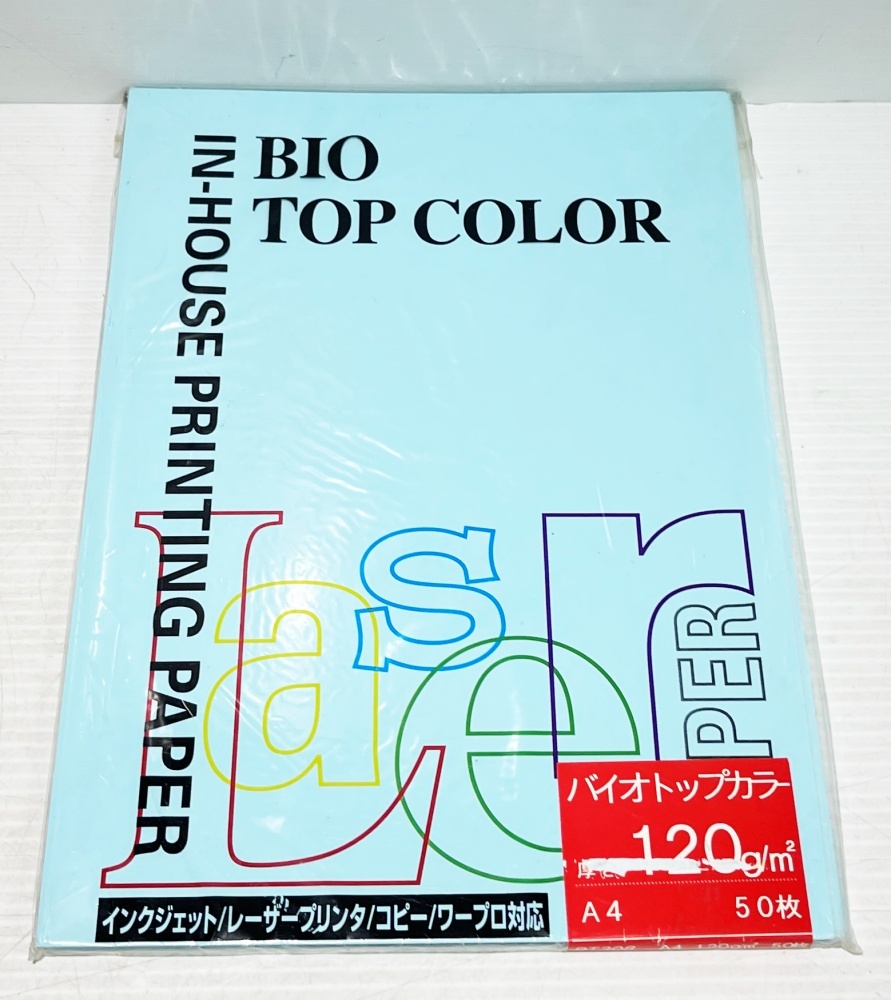 BIO
TOP COLOR
IN-HOUSE PRINTING PAPER
Laser
PER
バイオトップカラー
120g/m²
A4 50枚
インクジェット/レーザープリンタ/コピー/ワープロ対応